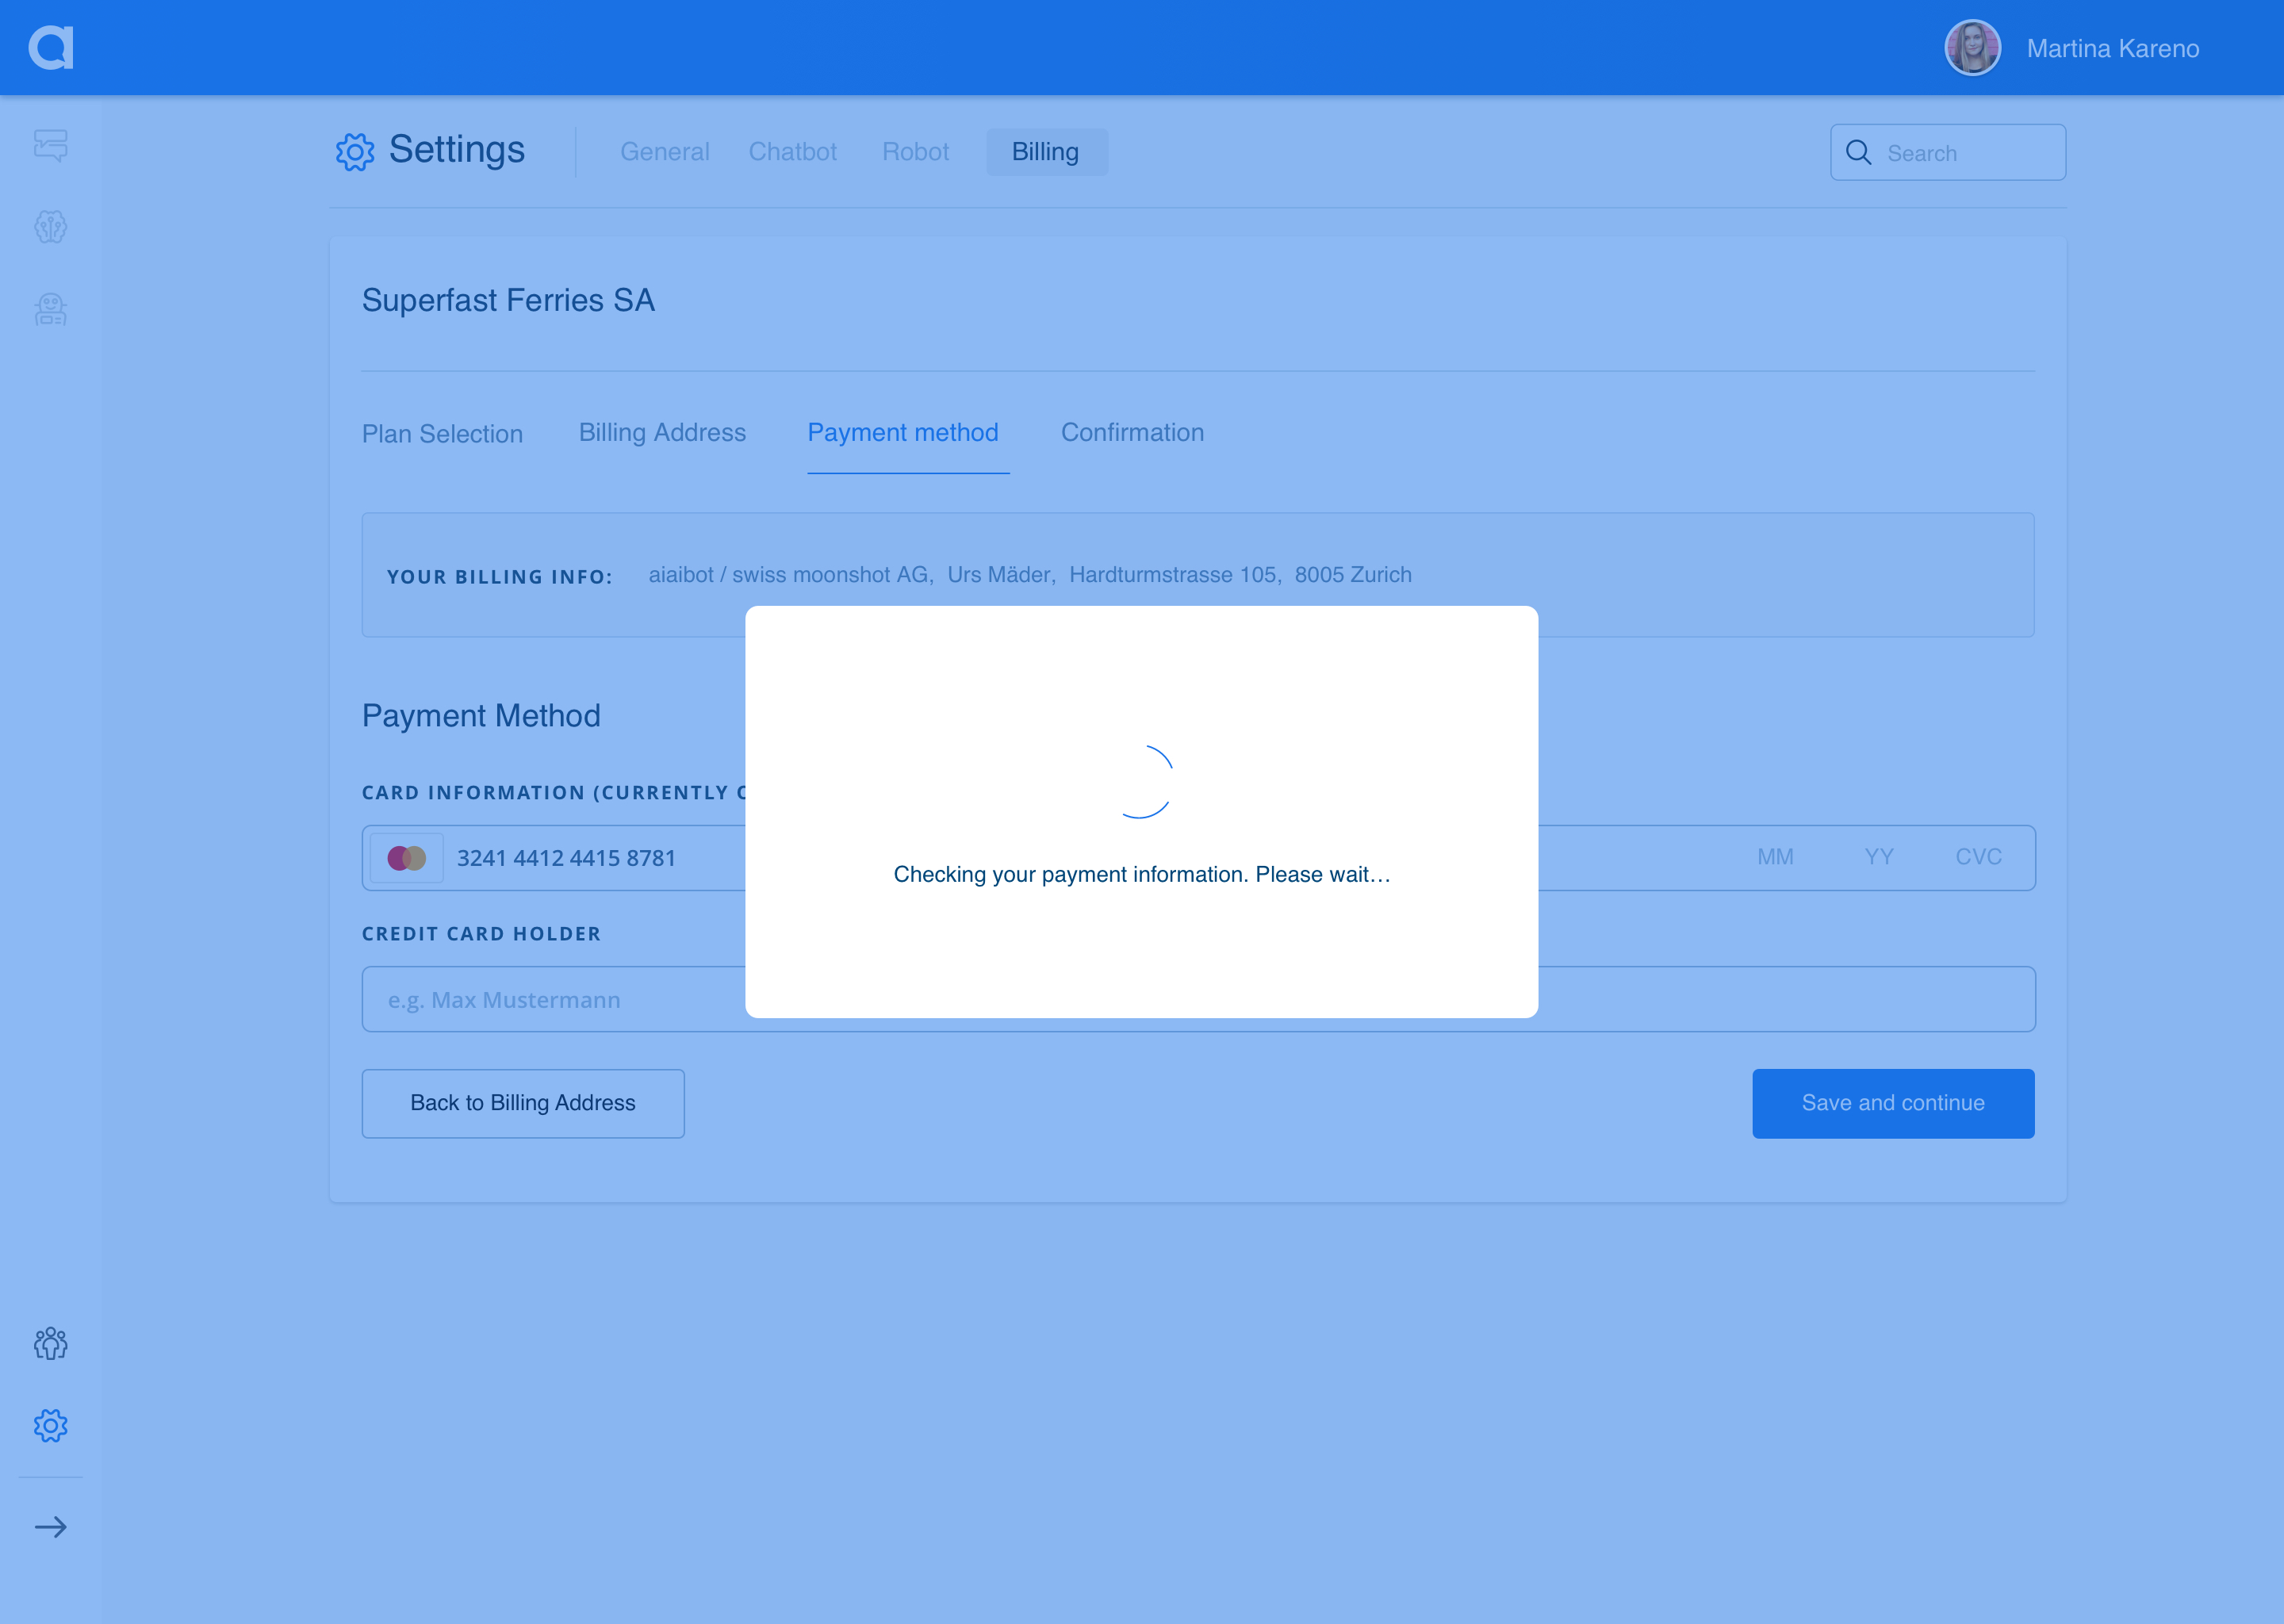 Martina Kareno
Settings General Chatbot Robot Billing Search
Superfast Ferries SA
Plan Selection Billing Address Payment method Confirmation
YOUR BILLING INFO: aiaibot / swiss moonshot AG, Urs Mäder, Hardturmstrasse 105, 8005 Zurich
Payment Method
CARD INFORMATION (CURRENTLY
3241 4412 4415 8781 MM YY CVC
Checking your payment information. Please wait...
CREDIT CARD HOLDER
e.g. Max Mustermann
Back to Billing Address Save and continue